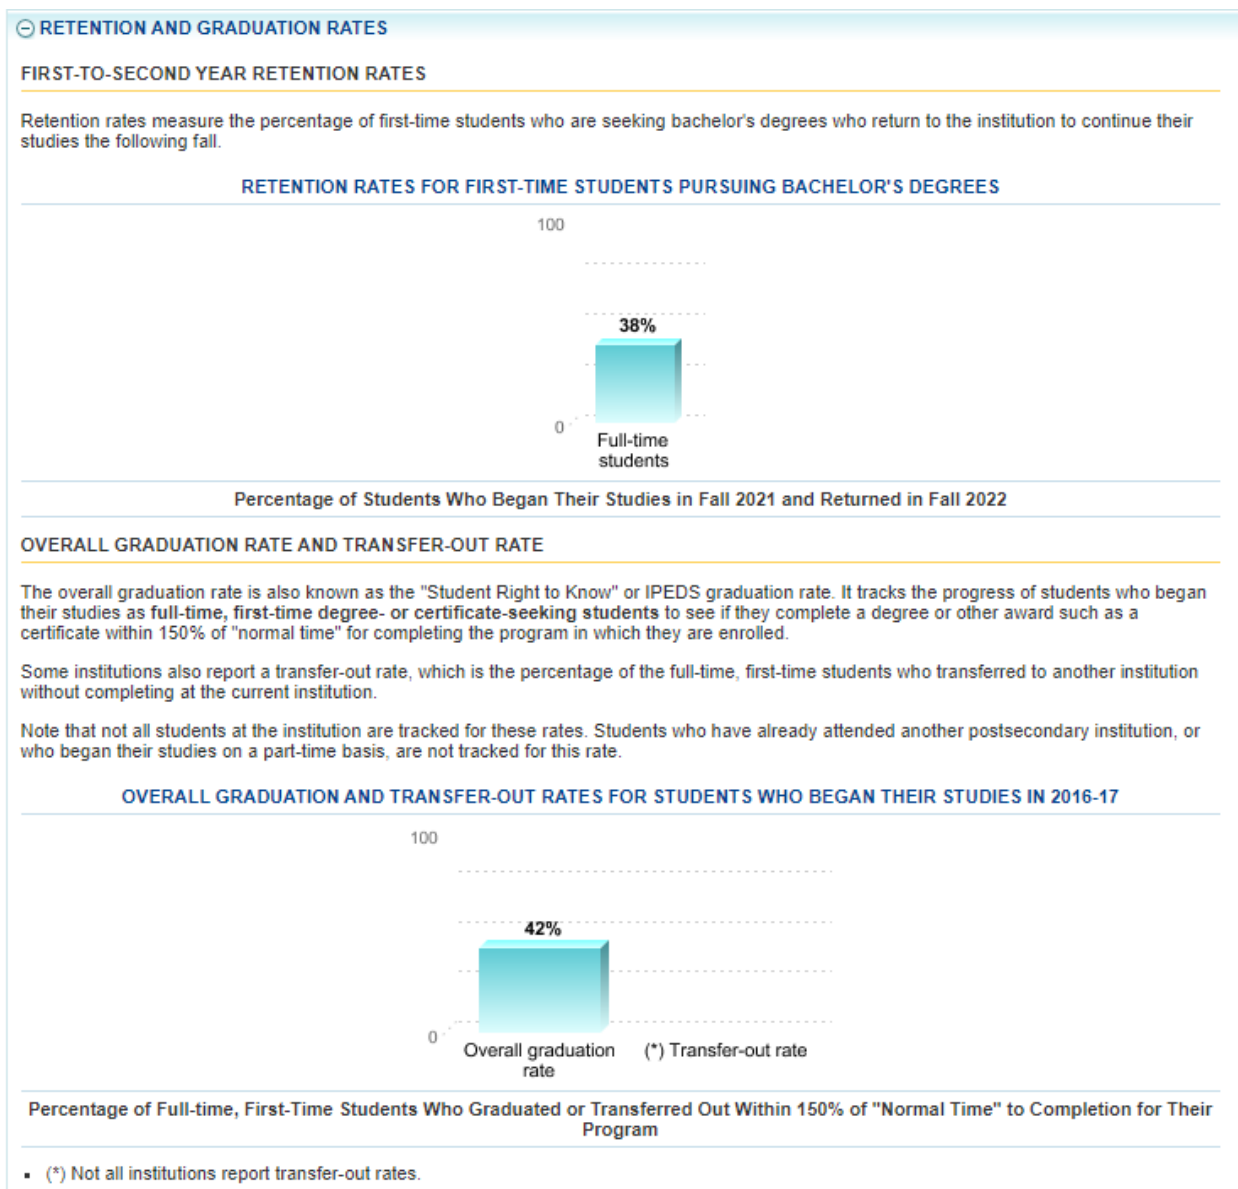 RETENTION AND GRADUATION RATES
FIRST-TO-SECOND YEAR RETENTION RATES
Retention rates measure the percentage of first-time students who are seeking bachelor's degrees who return to the institution to continue their
studies the following fall.
RETENTION RATES FOR FIRST-TIME STUDENTS PURSUING BACHELOR'S DEGREES
100
38%
0
Full-time
students
Percentage of Students Who Began Their Studies in Fall 2021 and Returned in Fall 2022
OVERALL GRADUATION RATE AND TRANSFER-OUT RATE
The overall graduation rate is also known as the "Student Right to Know" or IPEDS graduation rate. It tracks the progress of students who began
their studies as full-time, first-time degree- or certificate-seeking students to see if they complete a degree or other award such as a
certificate within 150% of "normal time" for completing the program in which they are enrolled.
Some institutions also report a transfer-out rate, which is the percentage of the full-time, first-time students who transferred to another institution
without completing at the current institution.
Note that not all students at the institution are tracked for these rates. Students who have already attended another postsecondary institution, or
who began their studies on a part-time basis, are not tracked for this rate.
OVERALL GRADUATION AND TRANSFER-OUT RATES FOR STUDENTS WHO BEGAN THEIR STUDIES IN 2016-17
100
42%
0
Overall graduation
rate
(*) Transfer-out rate
Percentage of Full-time, First-Time Students Who Graduated or Transferred Out Within 150% of "Normal Time" to Completion for Their
Program
▪ (*) Not all institutions report transfer-out rates.